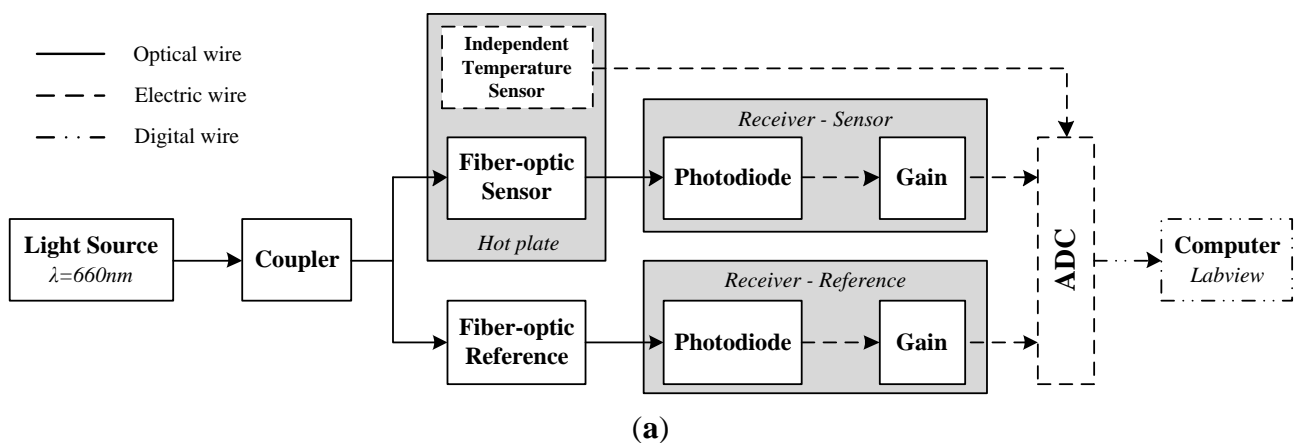 Optical wire
Electric wire
Digital wire
Independent
Temperature
Sensor
Fiber-optic
Sensor
Hot plate
Receiver - Sensor
Photodiode
Gain
Light Source
λ=660nm
Coupler
Fiber-optic
Reference
Receiver - Reference
Photodiode
Gain
ADC
Computer
Labview
(a)